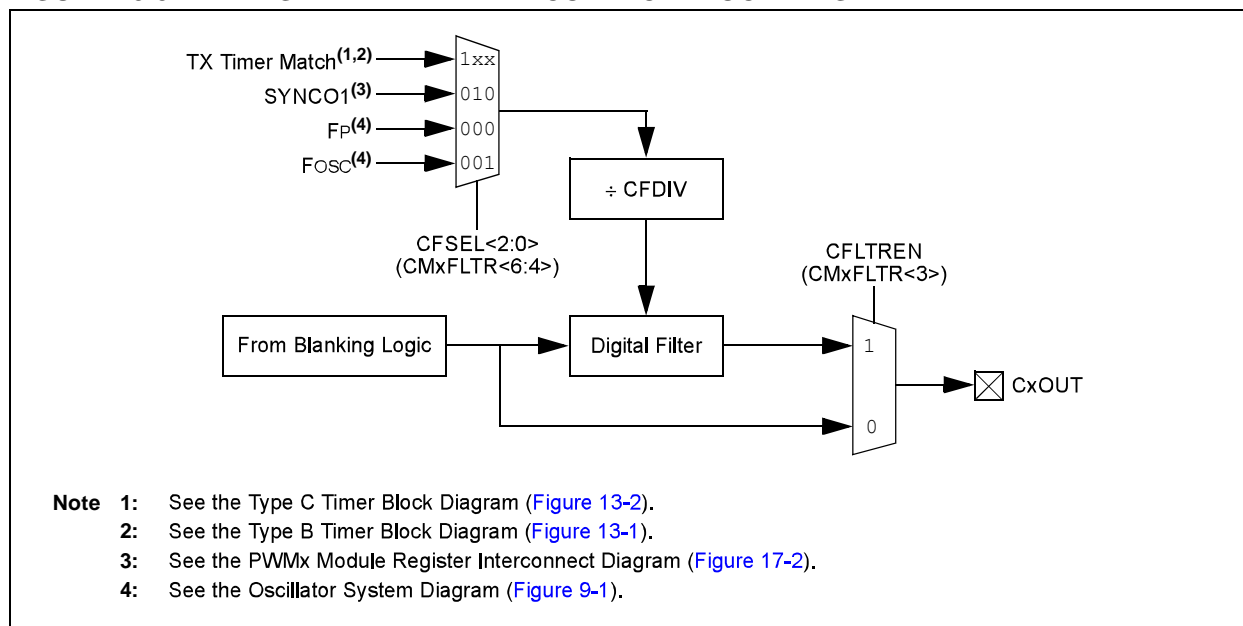 TX Timer Match(1,2)
SYNCO1(3)
FP(4)
FOSC(4)
1xx
010
000
001
÷ CFDIV
CFSEL<2:0>
(CMxFLTR<6:4>)
CFLTREN
(CMxFLTR<3>)
From Blanking Logic
Digital Filter
1
0
CxOUT
Note 1: See the Type C Timer Block Diagram (Figure 13-2).
2: See the Type B Timer Block Diagram (Figure 13-1).
3: See the PWMx Module Register Interconnect Diagram (Figure 17-2).
4: See the Oscillator System Diagram (Figure 9-1).